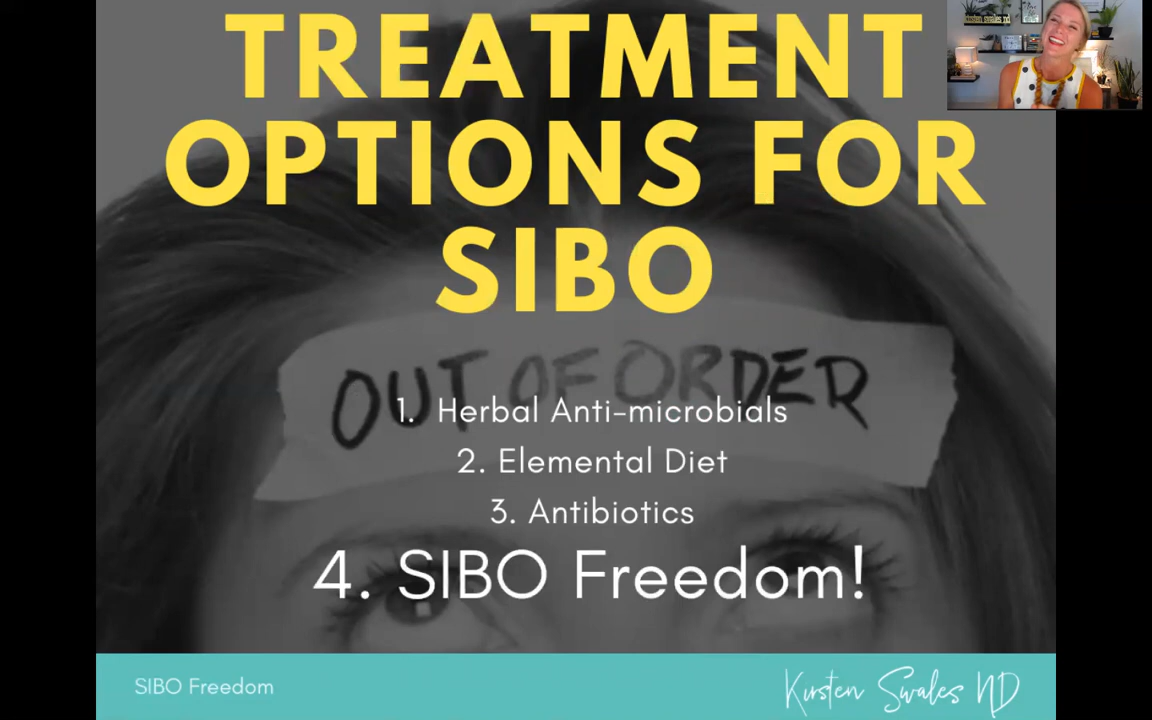 TREATMENT
OPTIONS FOR
SIBO
OUT OF ORDER
1. Herbal Anti-microbials
2. Elemental Diet
3. Antibiotics
4. SIBO Freedom!
SIBO Freedom
Kirsten Swales ND